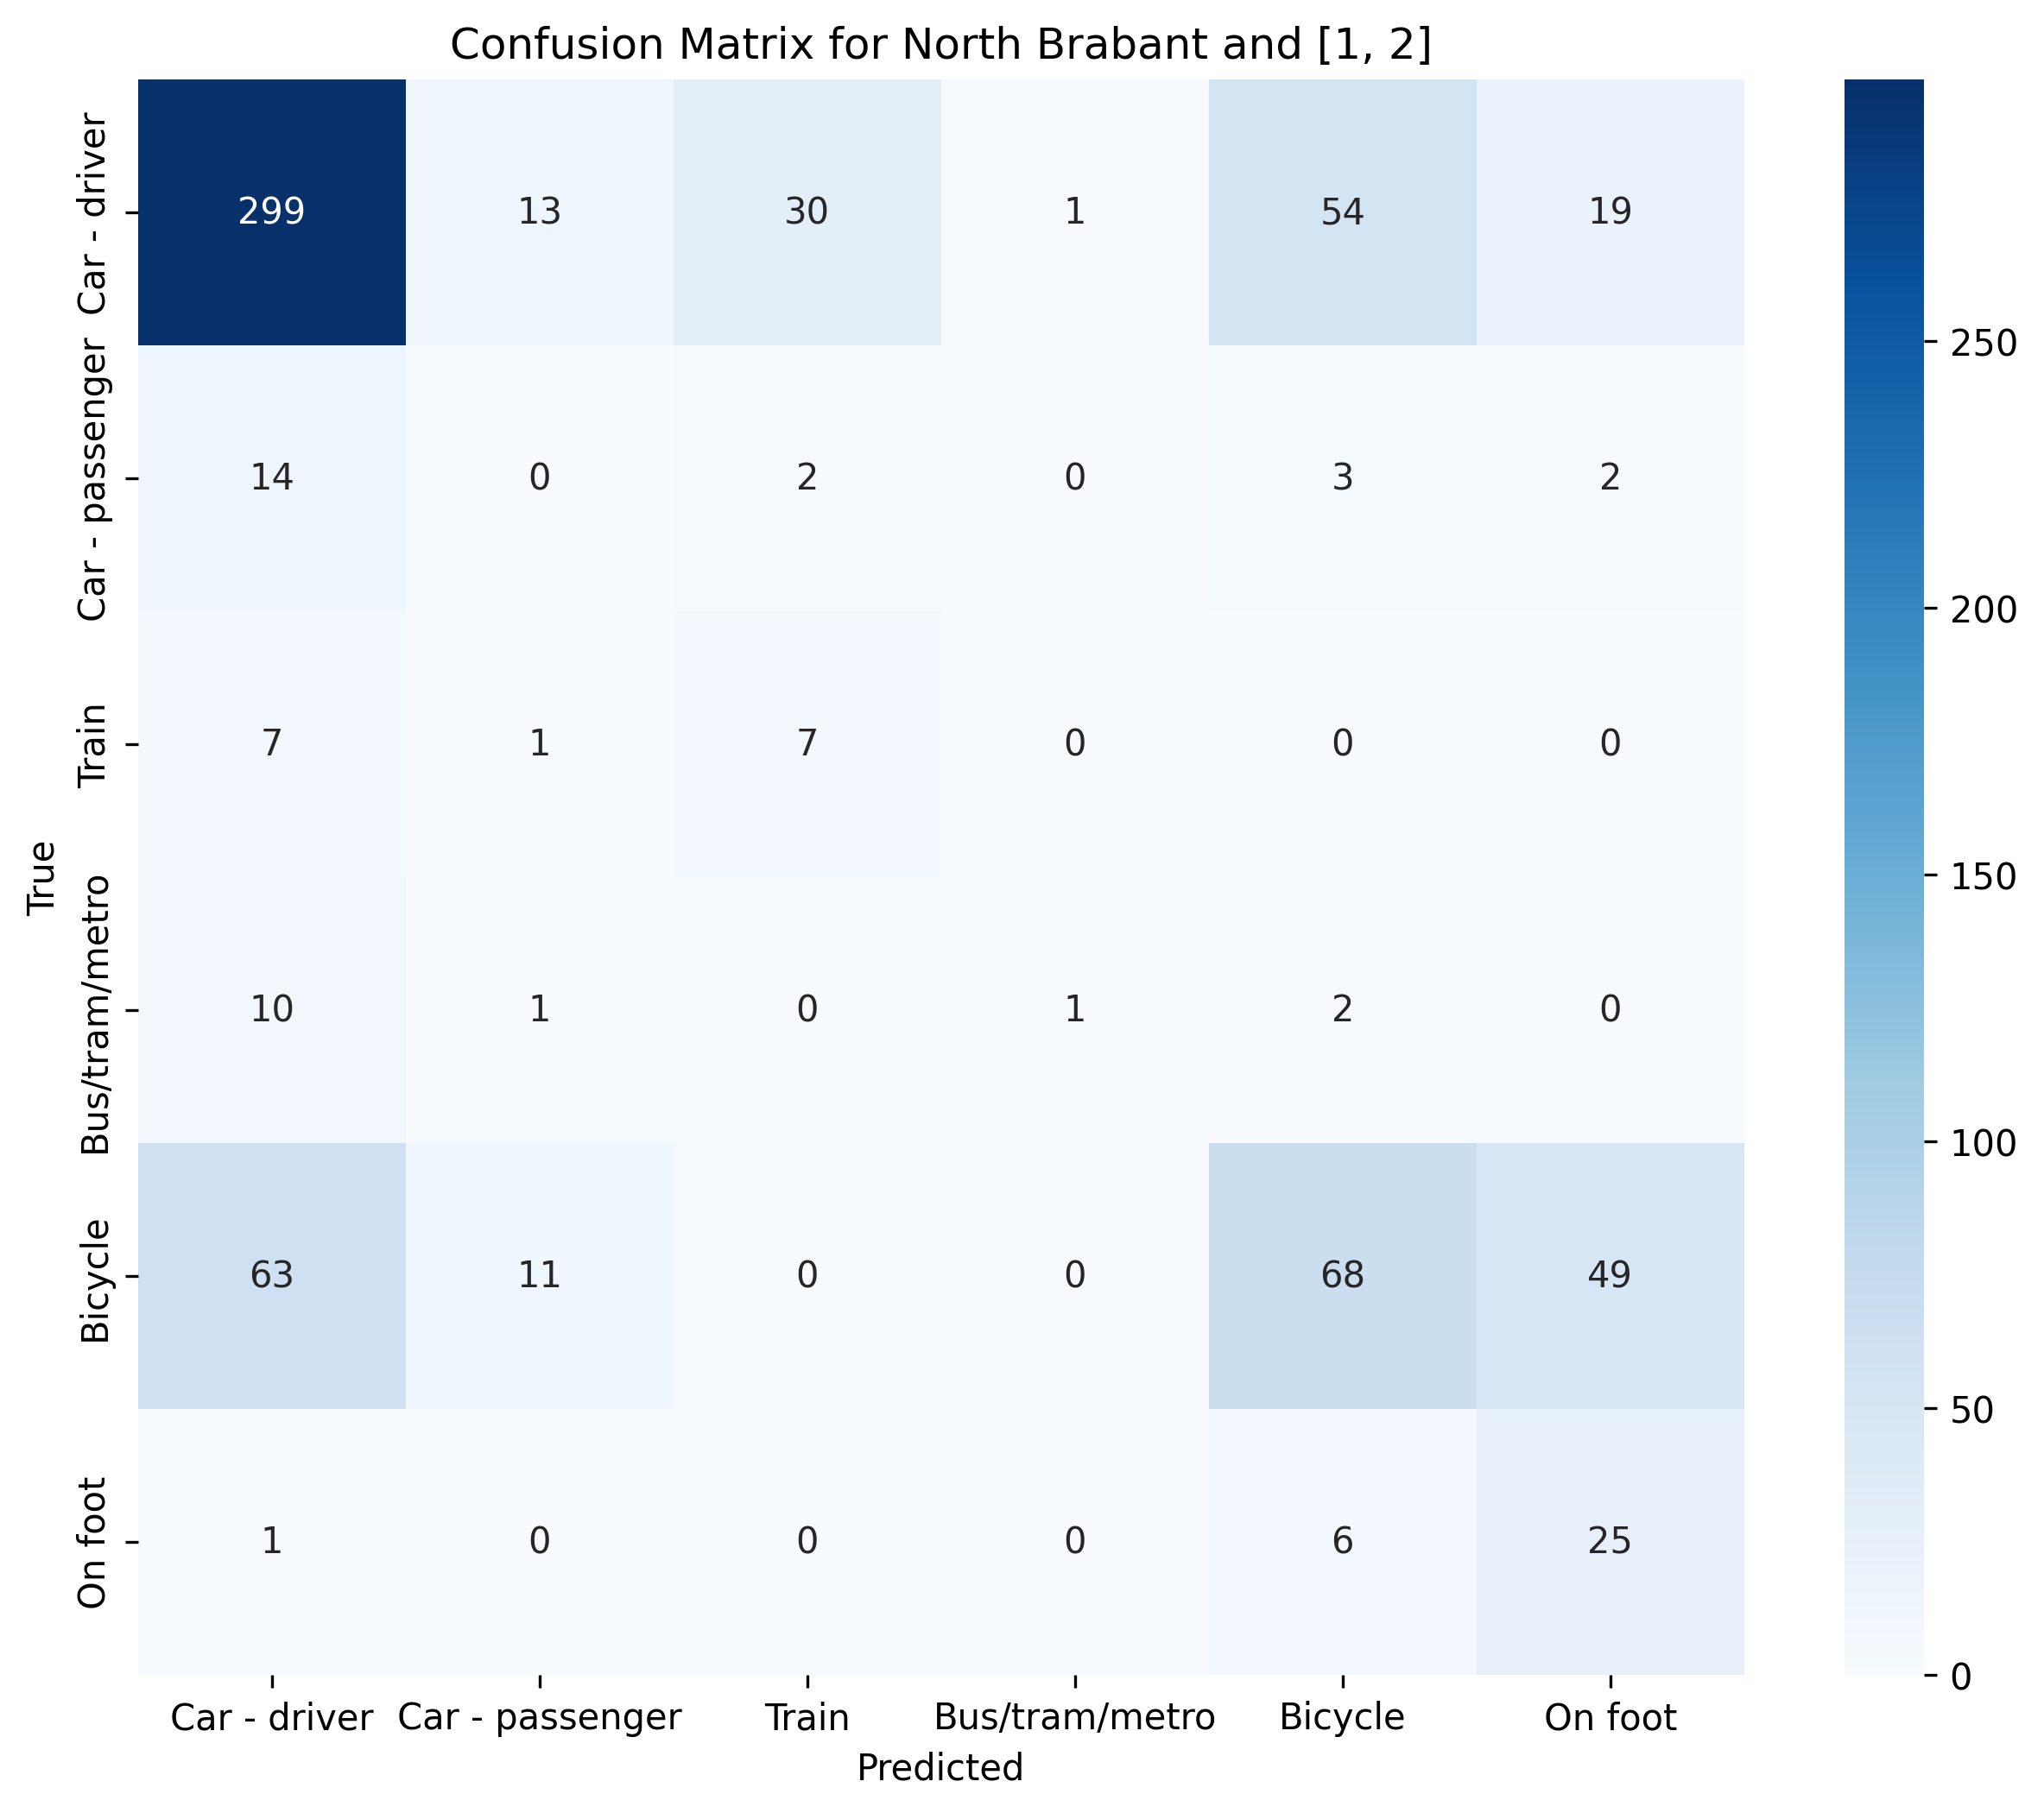 Confusion Matrix for North Brabant and [1, 2]
Car - driver
299 13 30 1 54 19
Car - passenger
14 0 2 0 3 2
Train
7 1 7 0 0 0
Bus/tram/metro
10 1 0 1 2 0
Bicycle
63 11 0 0 68 49
On foot
1 0 0 0 6 25
True
Car - driver Car - passenger Train Bus/tram/metro Bicycle On foot
Predicted
250
200
150
100
50
0